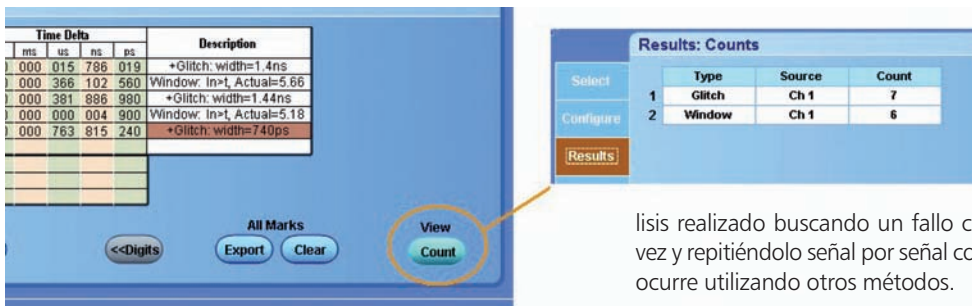 Time Delta
Description
ms us ns ps
000 015 786 019 +Glitch: width=1.4ns
000 366 102 560 Window: In>t, Actual=5.66
000 381 886 980 +Glitch: width=1.44ns
000 000 004 900 Window: In>t, Actual=5.18
000 763 815 240 +Glitch: width=740ps
All Marks
View
<<Digits
Export
Clear
Count
Results: Counts
Select
Configure
Results
Type Source Count
1 Glitch Ch 1 7
2 Window Ch 1 6
lisis realizado buscando un fallo
vez y repitiéndolo señal por señal
ocurre utilizando otros métodos.